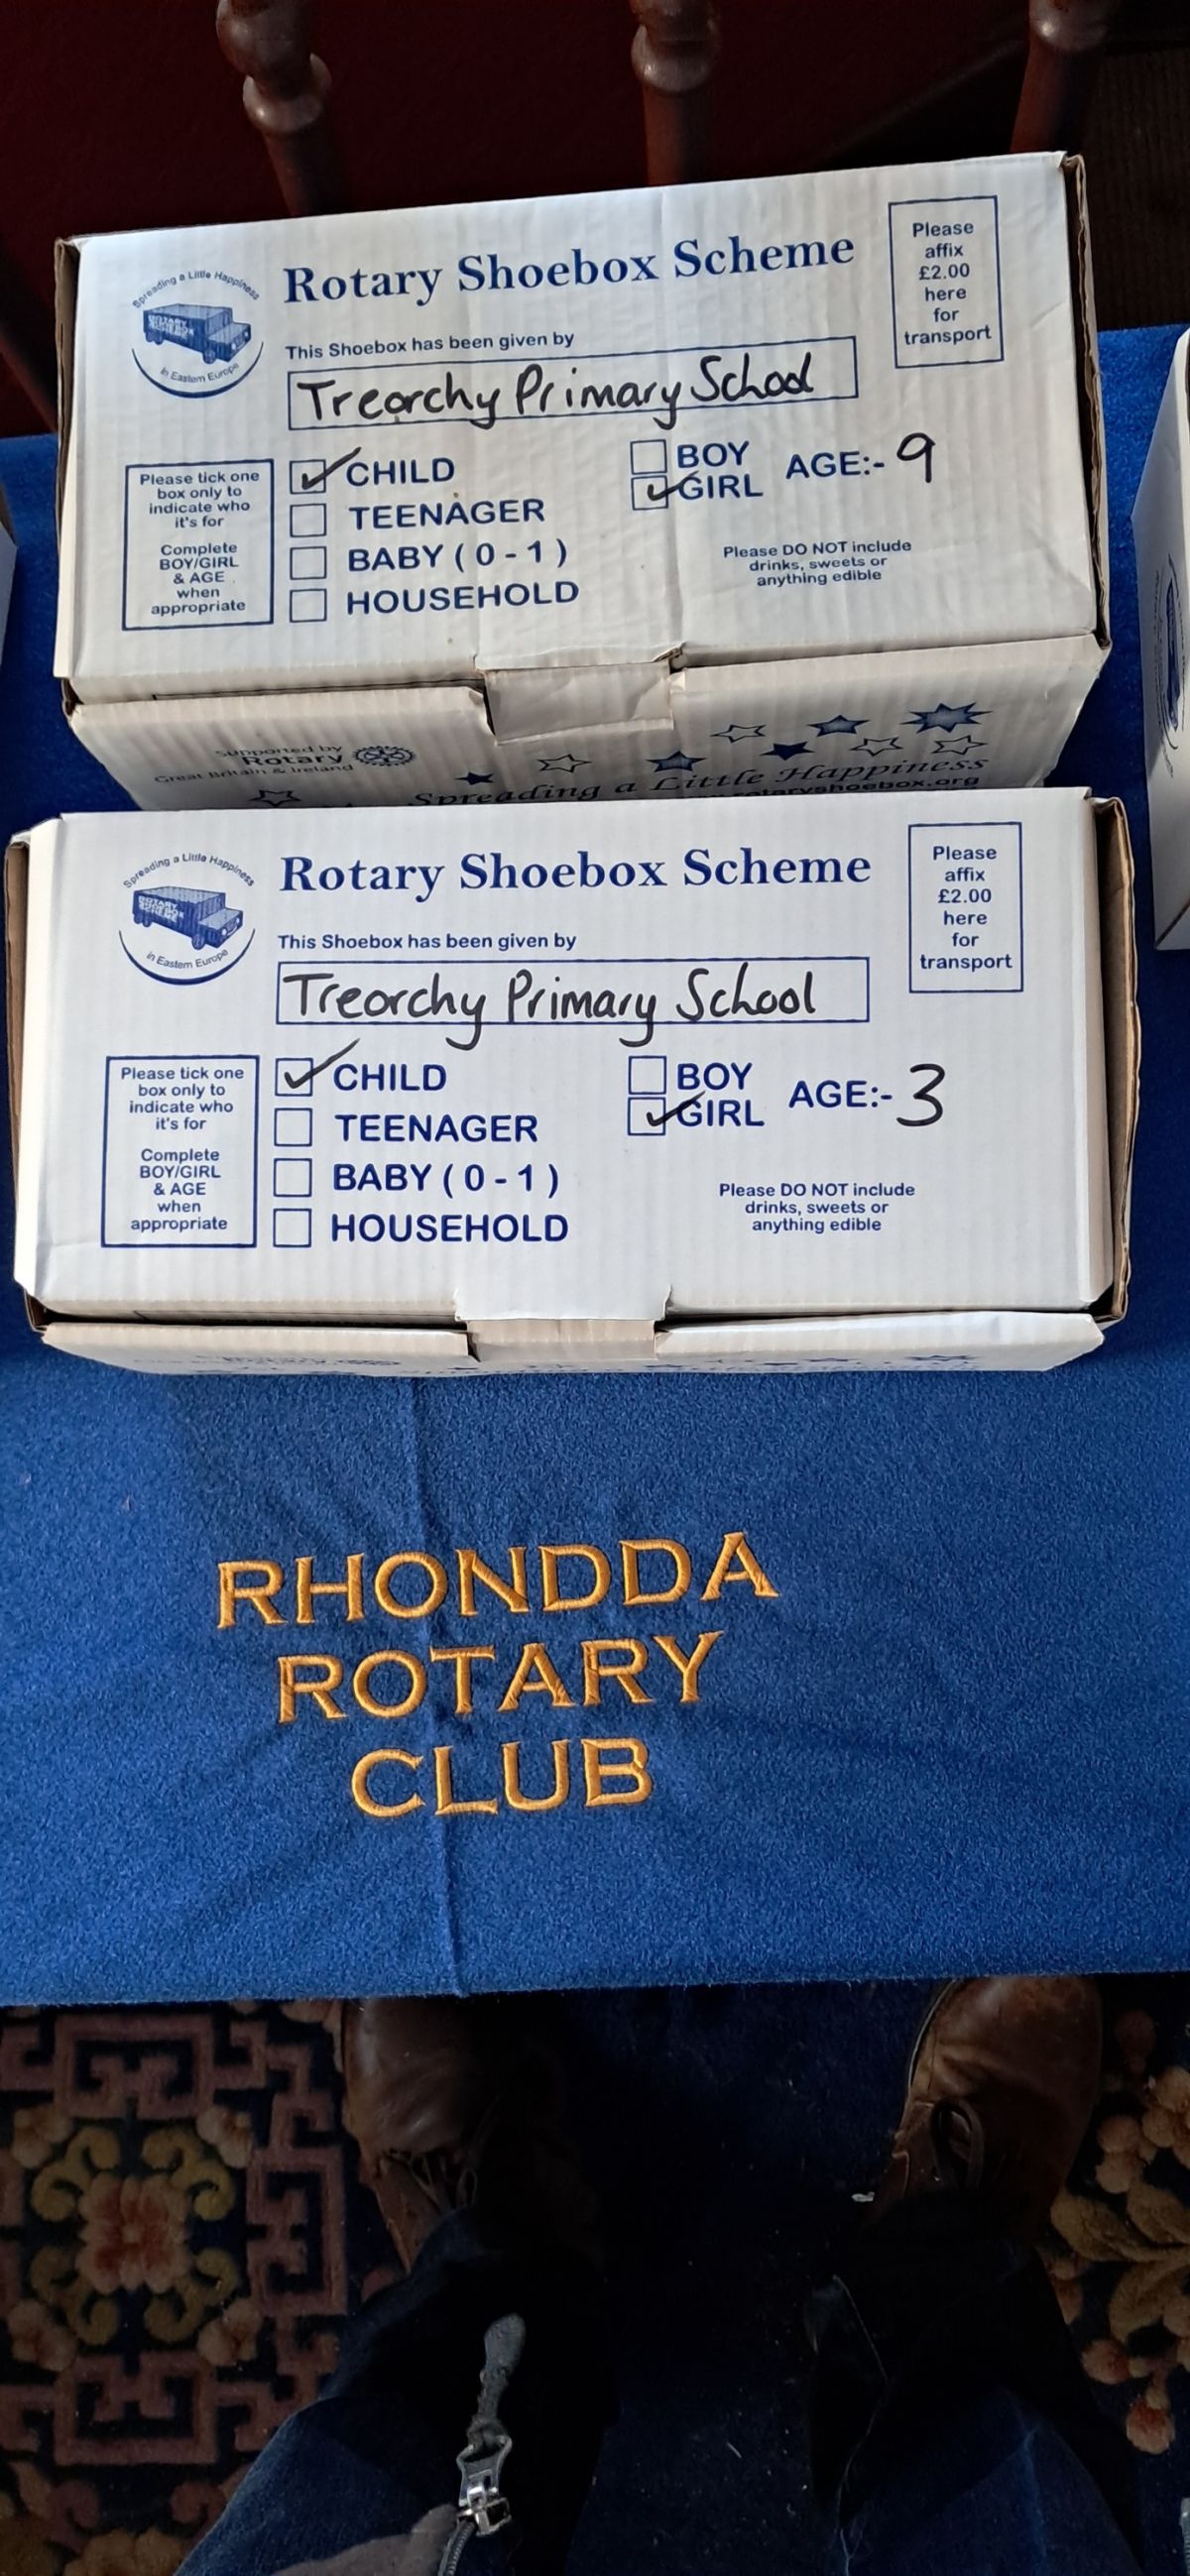 Spreading a Little Happiness
ROTARY
SHOEBOX
SCHEME
in Eastern Europe
Rotary Shoebox Scheme
Please
affix
£2.00
here
for
transport
This Shoebox has been given by
Treorchy Primary School
Please tick one
box only to
indicate who
it's for
Complete
BOY/GIRL
& AGE
when
appropriate
CHILD
TEENAGER
BABY ( 0 - 1 )
HOUSEHOLD
BOY
GIRL
AGE:- 9
Please DO NOT include
drinks, sweets or
anything edible
Supported by
Rotary
Great Britain & Ireland
Spreading a Little Happiness
Spreading a Little Happiness
ROTARY
SHOEBOX
SCHEME
in Eastern Europe
Rotary Shoebox Scheme
Please
affix
£2.00
here
for
transport
This Shoebox has been given by
Treorchy Primary School
Please tick one
box only to
indicate who
it's for
Complete
BOY/GIRL
& AGE
when
appropriate
CHILD
TEENAGER
BABY ( 0 - 1 )
HOUSEHOLD
BOY
GIRL
AGE:- 3
Please DO NOT include
drinks, sweets or
anything edible
RHONDDA
ROTARY
CLUB